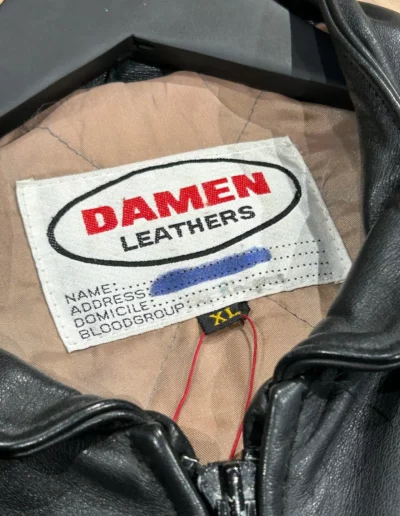 DAMEN
LEATHERS
NAME:
ADDRESS:
DOMICILE:
BLOODGROUP:
XL